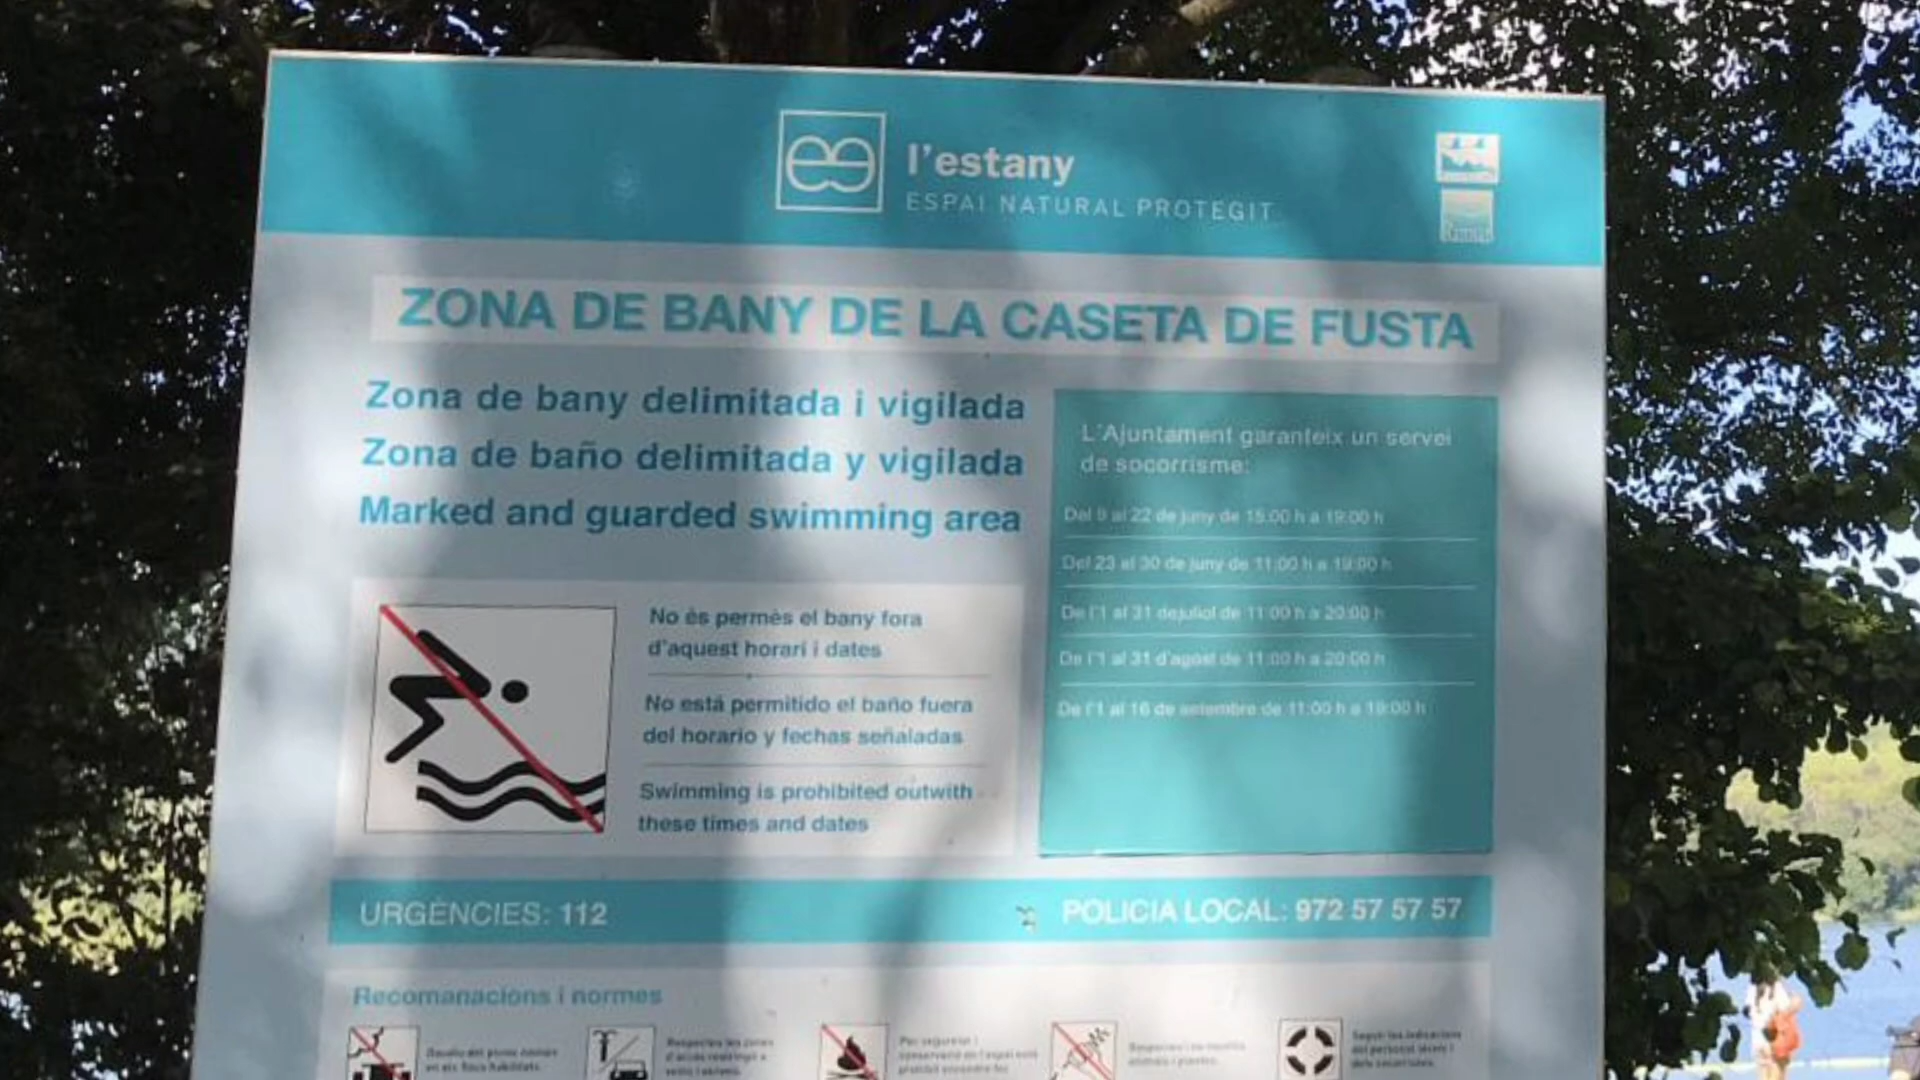 l'estany
ESPAI NATURAL PROTEGIT
ZONA DE BANY DE LA CASETA DE FUSTA
Zona de bany delimitada i vigilada
Zona de baño delimitada y vigilada
Marked and guarded swimming area
L'Ajuntament garanteix un servei
de socorrisme:
Del 9 al 22 de juny de 15:00 h a 19:00 h
Del 23 al 30 de juny de 11:00 h a 19:00 h
De l'1 al 31 dejuliol de 11:00 h a 20:00 h
De l'1 al 31 d'agost de 11:00 h a 20:00 h
De l'1 al 16 de setembre de 11:00 h a 19:00 h
No és permès el bany fora
d'aquest horari i dates
No está permitido el baño fuera
del horario y fechas señaladas
Swimming is prohibited outwith
these times and dates
URGÈNCIES: 112
POLICIA LOCAL: 972 57 57 57
Recomanacions i normes